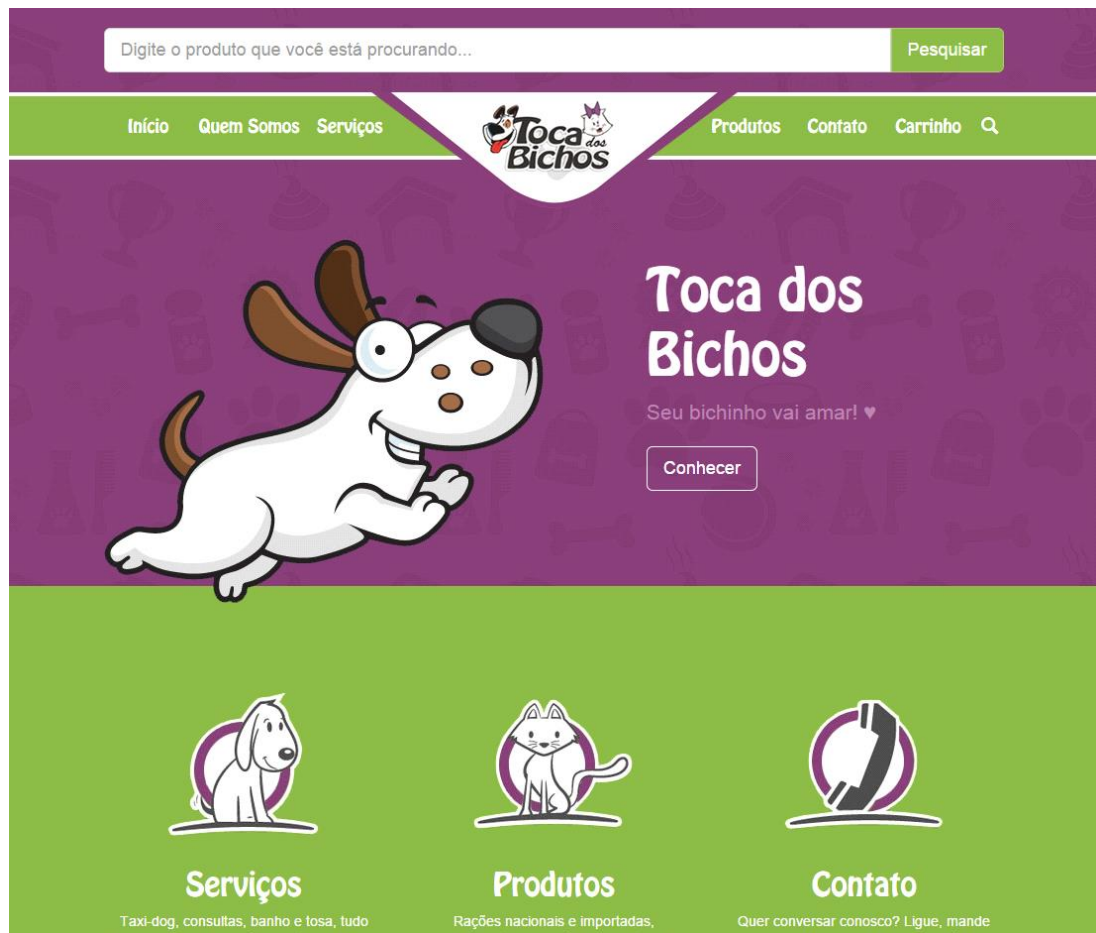 Digite o produto que você está procurando... Pesquisar
Início Quem Somos Serviços Toca dos Bichos Produtos Contato Carrinho
Toca dos
Bichos
Seu bichinho vai amar! ♥
Conhecer
Serviços Produtos Contato
Taxi-dog, consultas, banho e tosa, tudo Rações nacionais e importadas, Quer conversar conosco? Ligue, mande